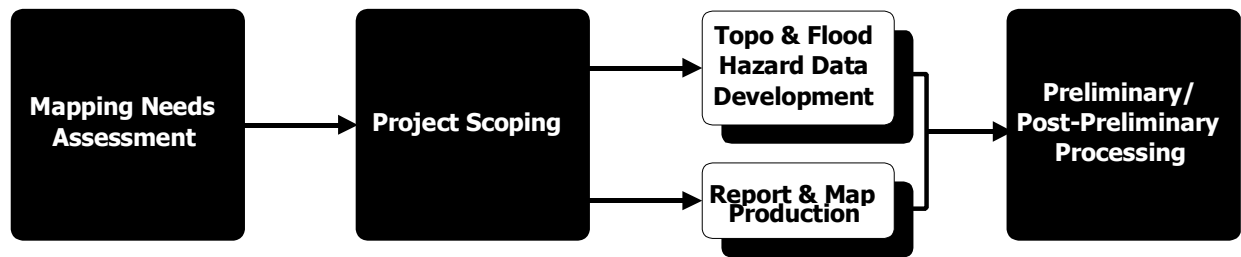 Mapping Needs
Assessment
Project Scoping
Topo & Flood
Hazard Data
Development
Report & Map
Production
Preliminary/
Post-Preliminary
Processing